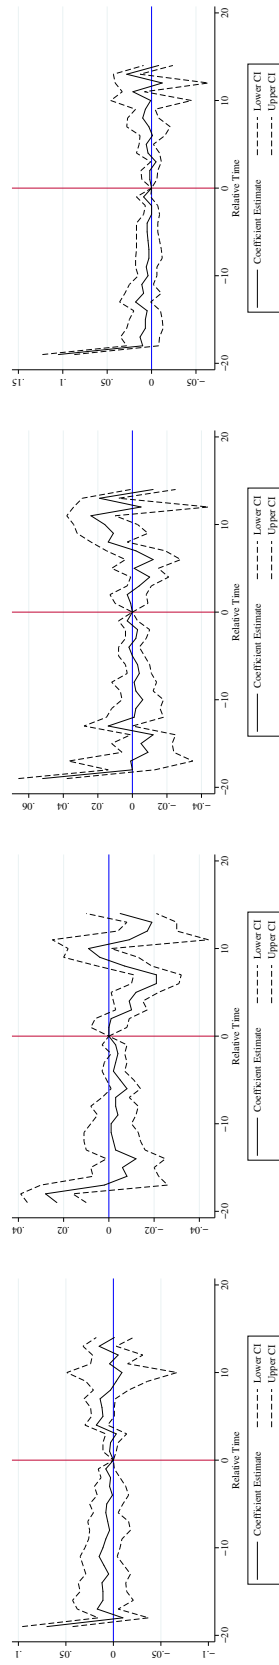 .1
.05
0
-.05
-.1
-20
-10
0
10
20
Relative Time
Coefficient Estimate
Lower CI
Upper CI
.04
.02
0
-.02
-.04
-20
-10
0
10
20
Relative Time
Coefficient Estimate
Lower CI
Upper CI
.06
.04
.02
0
-.02
-.04
-20
-10
0
10
20
Relative Time
Coefficient Estimate
Lower CI
Upper CI
.15
.1
.05
0
-.05
-20
-10
0
10
20
Relative Time
Coefficient Estimate
Lower CI
Upper CI